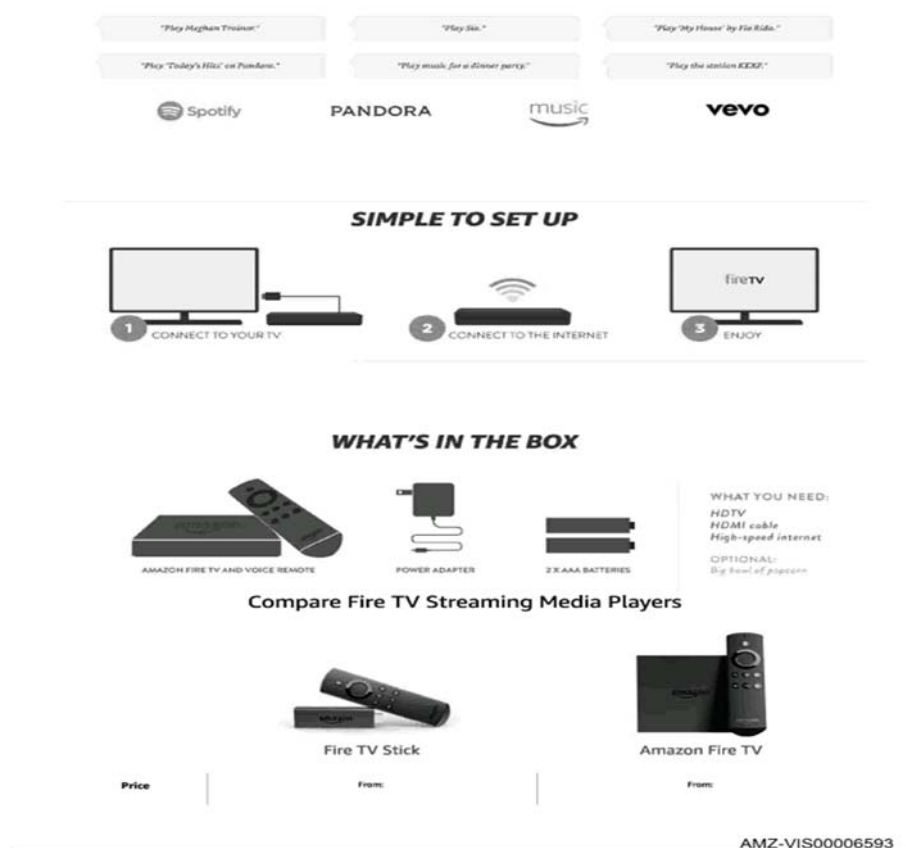 "Play Meghan Trainor."
"Play Sia."
"Play 'My House' by Flo Rida."
"Play 'Today's Hits' on Pandora."
"Play music for a dinner party."
"Play the station KEXP."
Spotify
PANDORA
music
vevo
SIMPLE TO SET UP
fireTV
1 CONNECT TO YOUR TV
2 CONNECT TO THE INTERNET
3 ENJOY
WHAT'S IN THE BOX
AMAZON FIRE TV AND VOICE REMOTE
POWER ADAPTER
2 X AAA BATTERIES
WHAT YOU NEED:
HDTV
HDMI cable
High-speed internet
OPTIONAL:
Big bowl of popcorn
Compare Fire TV Streaming Media Players
amazon
amazon
Fire TV Stick
Amazon Fire TV
Price
From:
From:
AMZ-VIS00006593